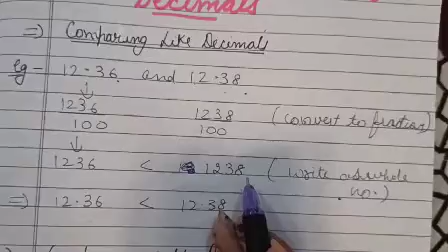 Decimals
⇒ Comparing Like Decimals
Eg - 12.36 and 12.38
↓
1236/100 1238/100 (Convert to fraction
↓
1236 < 1238 (Write as whole no.)
⇒ 12.36 < 12.38